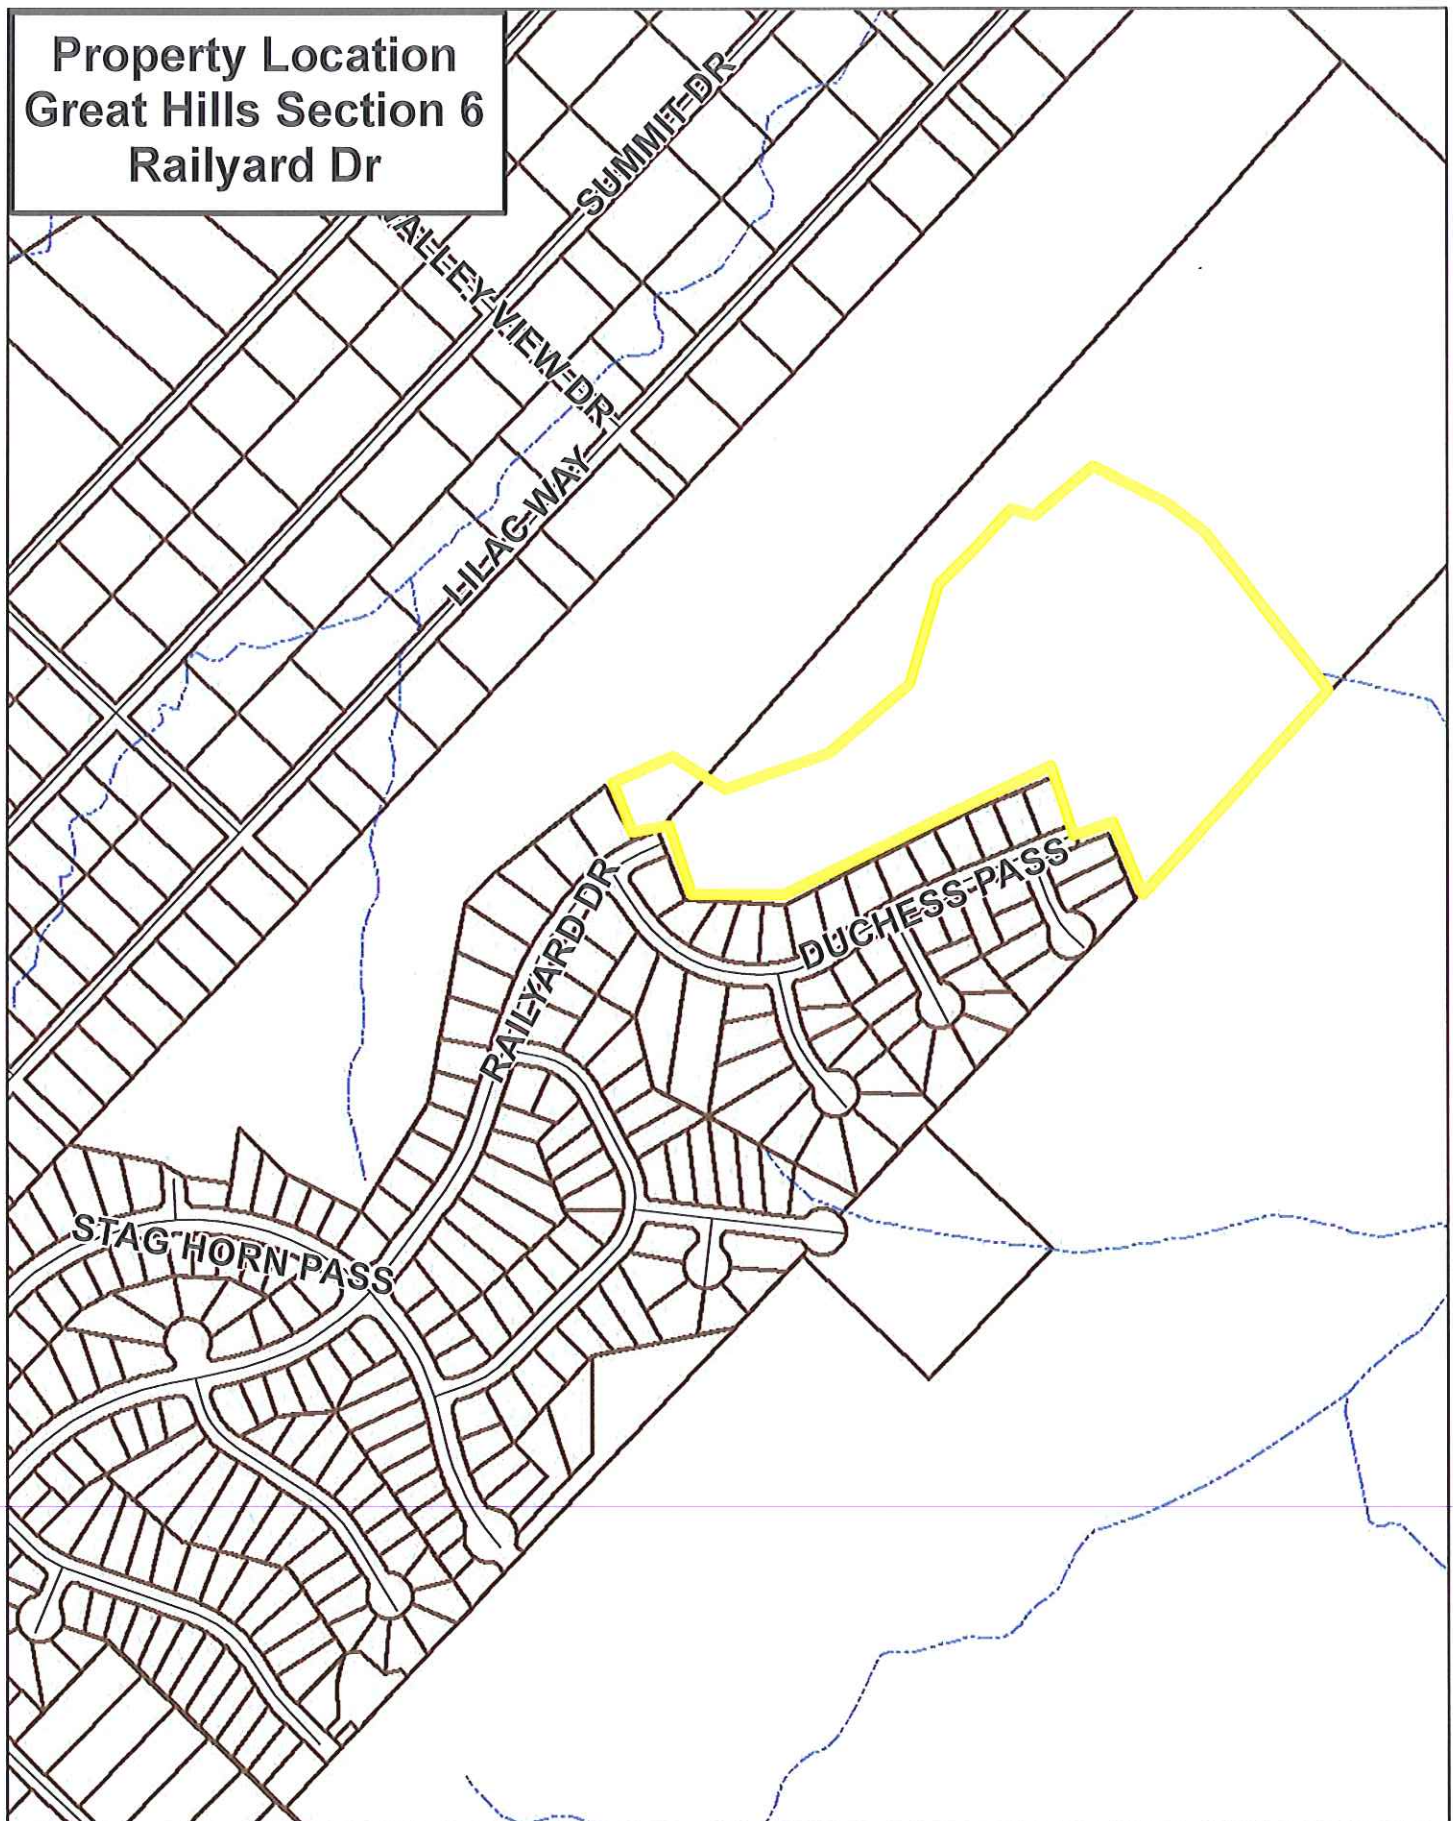 Property Location
Great Hills Section 6
Railyard Dr
SUMMIT DR
VALLEY VIEW DR
LILAC WAY
RAILYARD DR
DUCHESS PASS
STAG HORN PASS